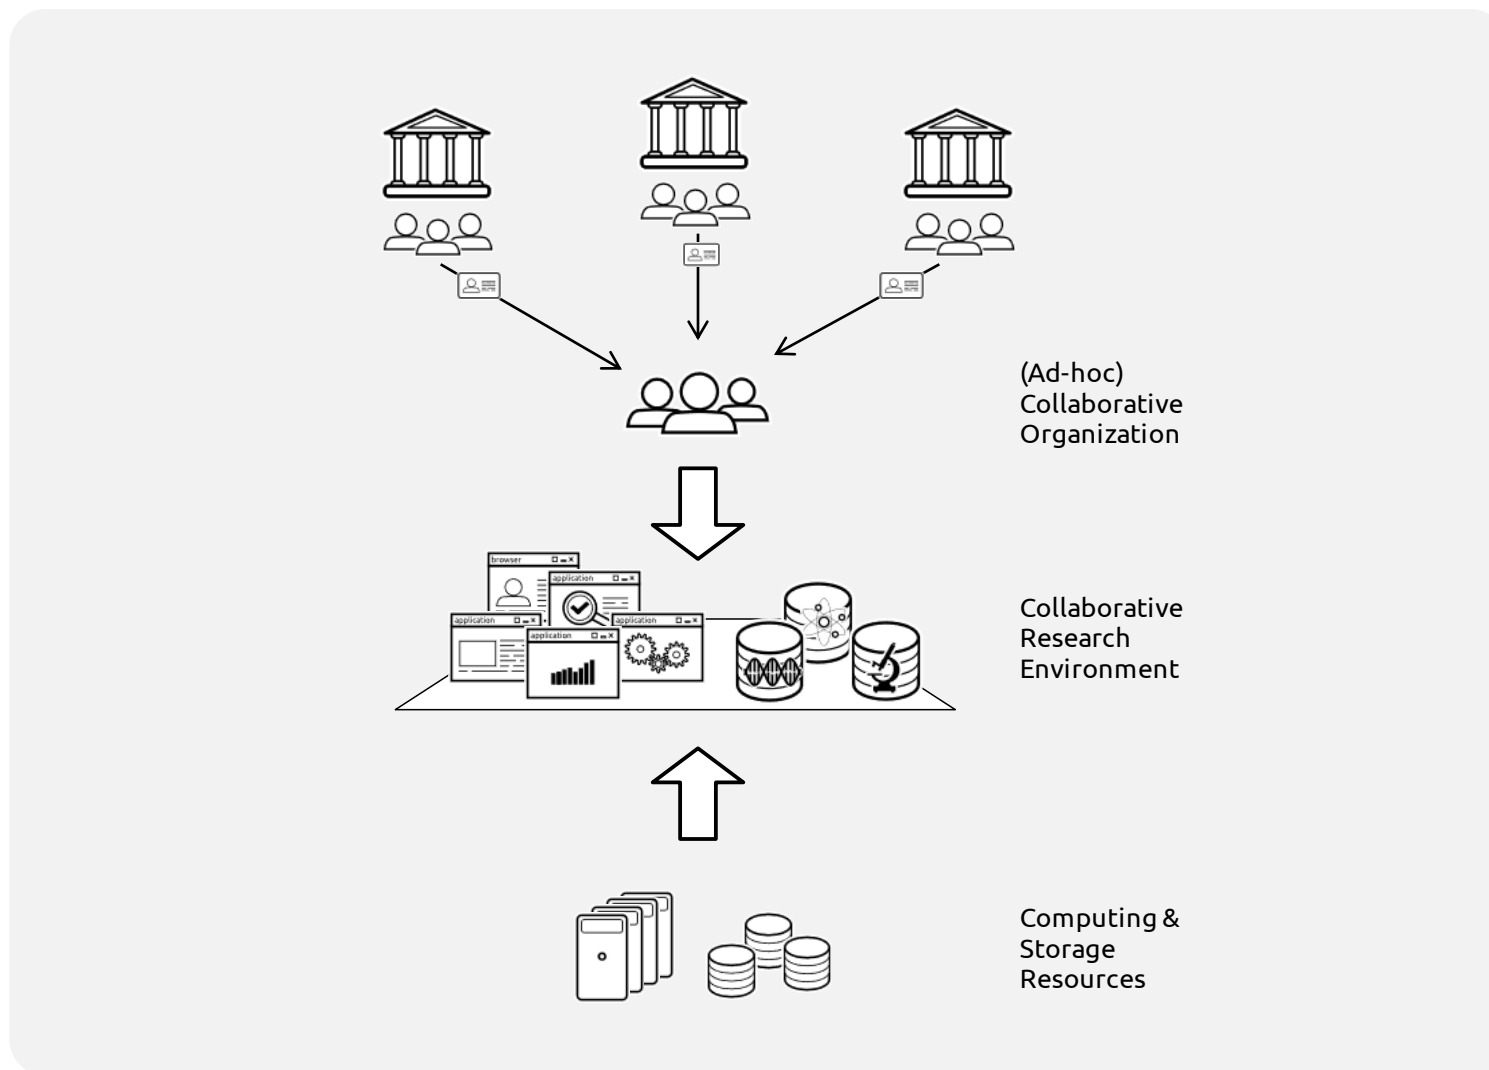 (Ad-hoc)
Collaborative
Organization
browser
application
application
application
application
Collaborative
Research
Environment
Computing &
Storage
Resources